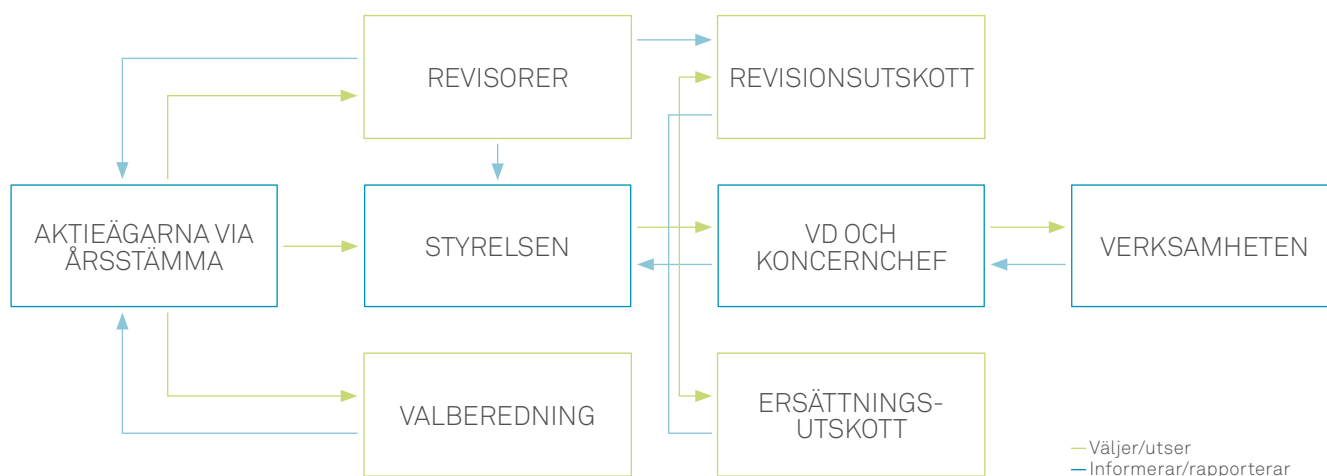 REVISORER
REVISIONSUTSKOTT
AKTIEÄGARNA VIA
ÅRSSTÄMMA
STYRELSEN
VD OCH
KONCERNCHEF
VERKSAMHETEN
VALBEREDNING
ERSÄTTNINGS-
UTSKOTT
Väljer/utser
Informerar/rapporterar